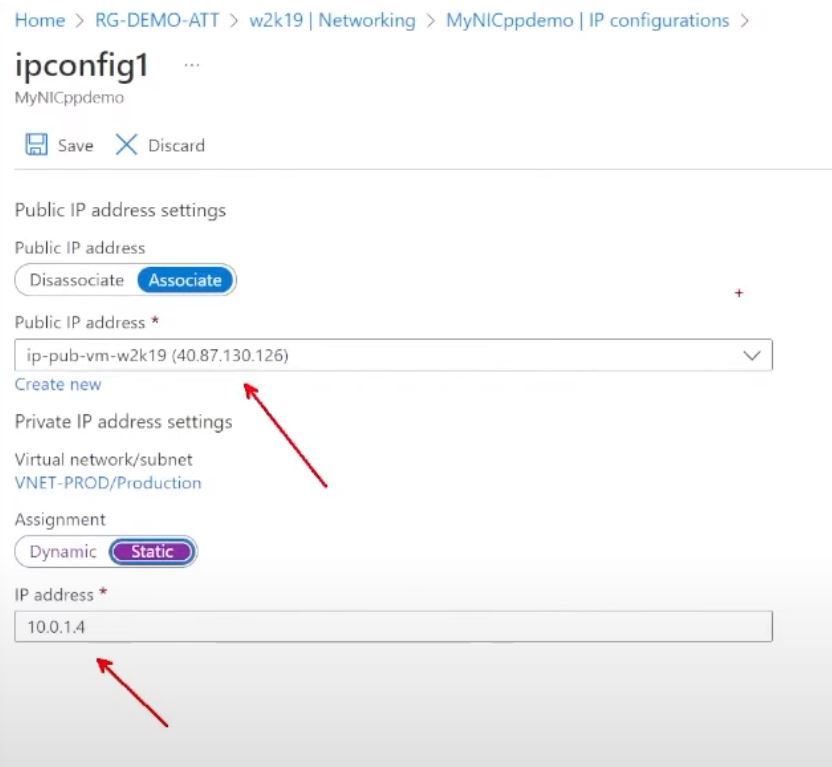 Home > RG-DEMO-ATT > w2k19 | Networking > MyNICppdemo | IP configurations >
ipconfig1 ...
MyNICppdemo
Save Discard
Public IP address settings
Public IP address
Disassociate Associate
Public IP address *
ip-pub-vm-w2k19 (40.87.130.126)
Create new
Private IP address settings
Virtual network/subnet
VNET-PROD/Production
Assignment
Dynamic Static
IP address *
10.0.1.4